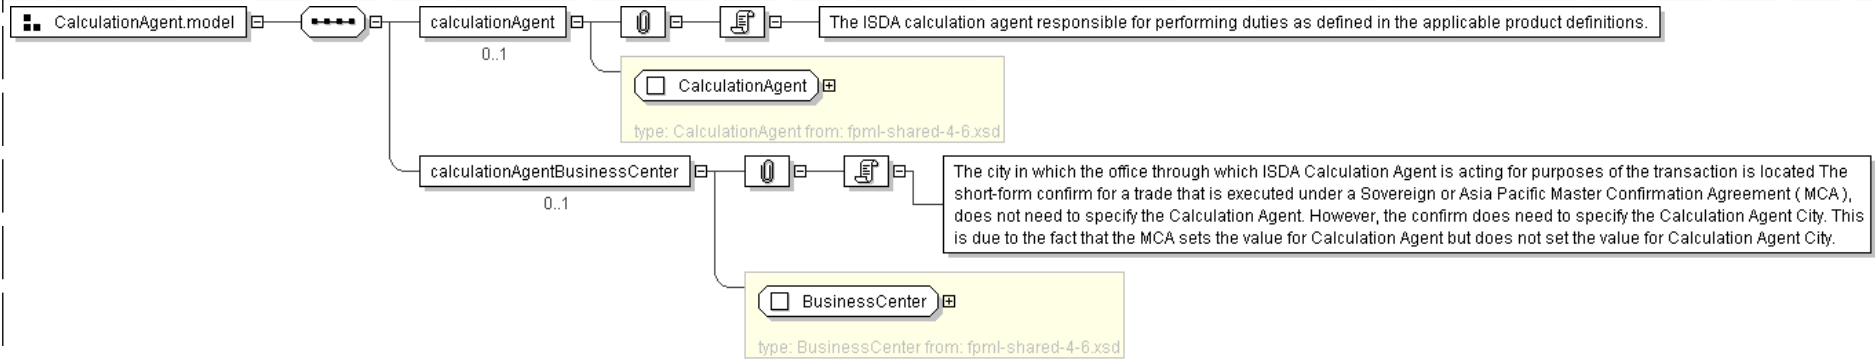 CalculationAgent.model
calculationAgent
The ISDA calculation agent responsible for performing duties as defined in the applicable product definitions.
0..1
CalculationAgent
type: CalculationAgent from: fpml-shared-4-6.xsd
calculationAgentBusinessCenter
0..1
The city in which the office through which ISDA Calculation Agent is acting for purposes of the transaction is located The
short-form confirm for a trade that is executed under a Sovereign or Asia Pacific Master Confirmation Agreement ( MCA ),
does not need to specify the Calculation Agent. However, the confirm does need to specify the Calculation Agent City. This
is due to the fact that the MCA sets the value for Calculation Agent but does not set the value for Calculation Agent City.
BusinessCenter
type: BusinessCenter from: fpml-shared-4-6.xsd